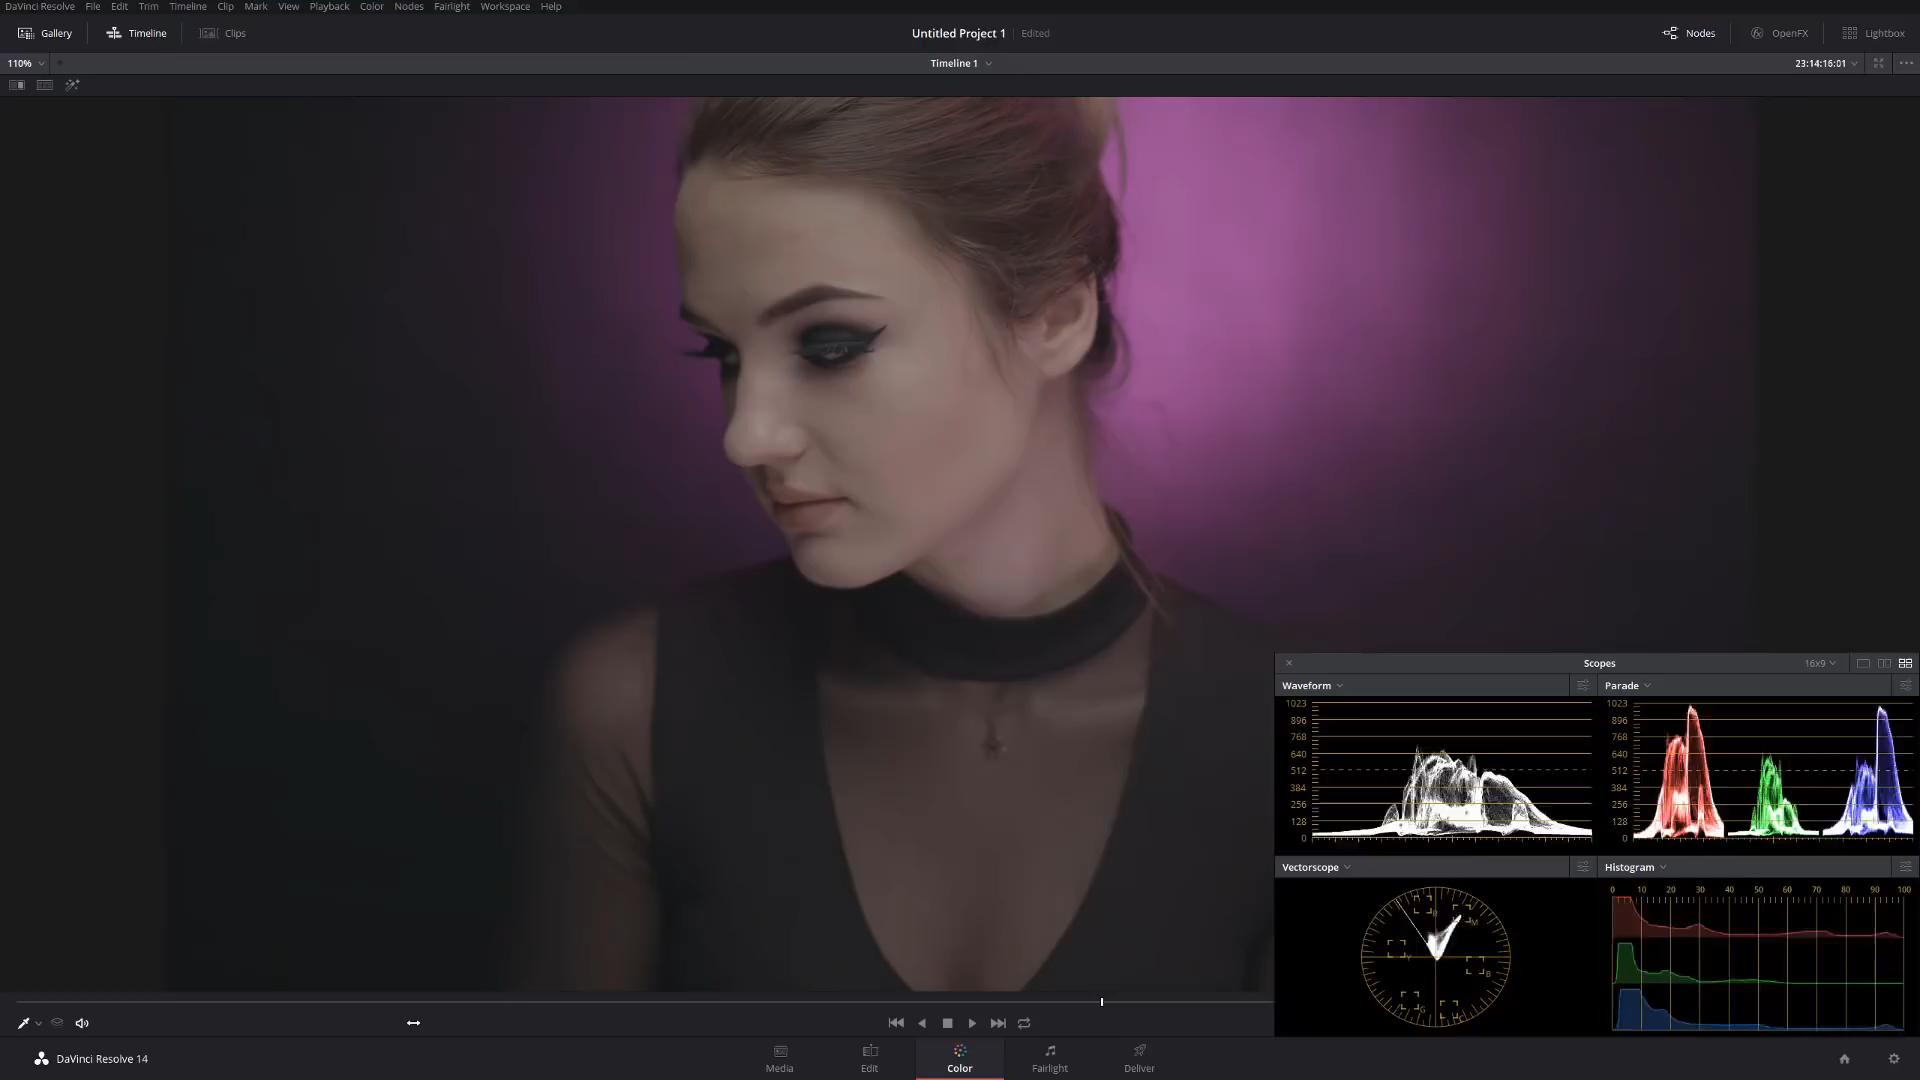 DaVinci Resolve File Edit Trim Timeline Clip Mark View Playback Color Nodes Fairlight Workspace Help
Gallery Timeline Clips Untitled Project 1 Edited Nodes OpenFX Lightbox
110% Timeline 1 23:14:16:01
Scopes 16x9
Waveform Parade
1023 1023
896 896
768 768
640 640
512 512
384 384
256 256
128 128
0 0
Vectorscope Histogram
0 10 20 30 40 50 60 70 80 90 100
R
M
Y
B
G
C
DaVinci Resolve 14 Media Edit Color Fairlight Deliver